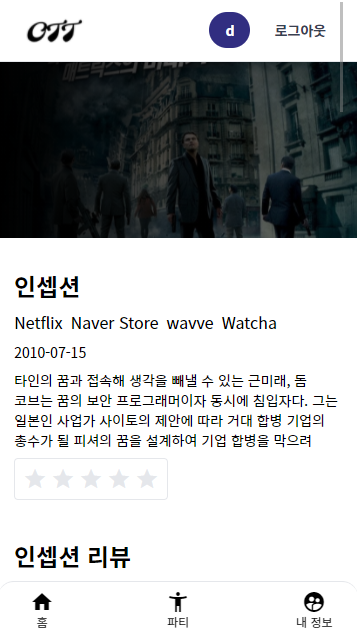 OTT
d
로그아웃
인셉션
Netflix Naver Store wavve Watcha
2010-07-15
타인의 꿈과 접속해 생각을 빼낼 수 있는 근미래, 돔
코브는 꿈의 보안 프로그래머이자 동시에 침입자다. 그는
일본인 사업가 사이토의 제안에 따라 거대 합병 기업의
총수가 될 피셔의 꿈을 설계하여 기업 합병을 막으려
인셉션 리뷰
홈
파티
내 정보